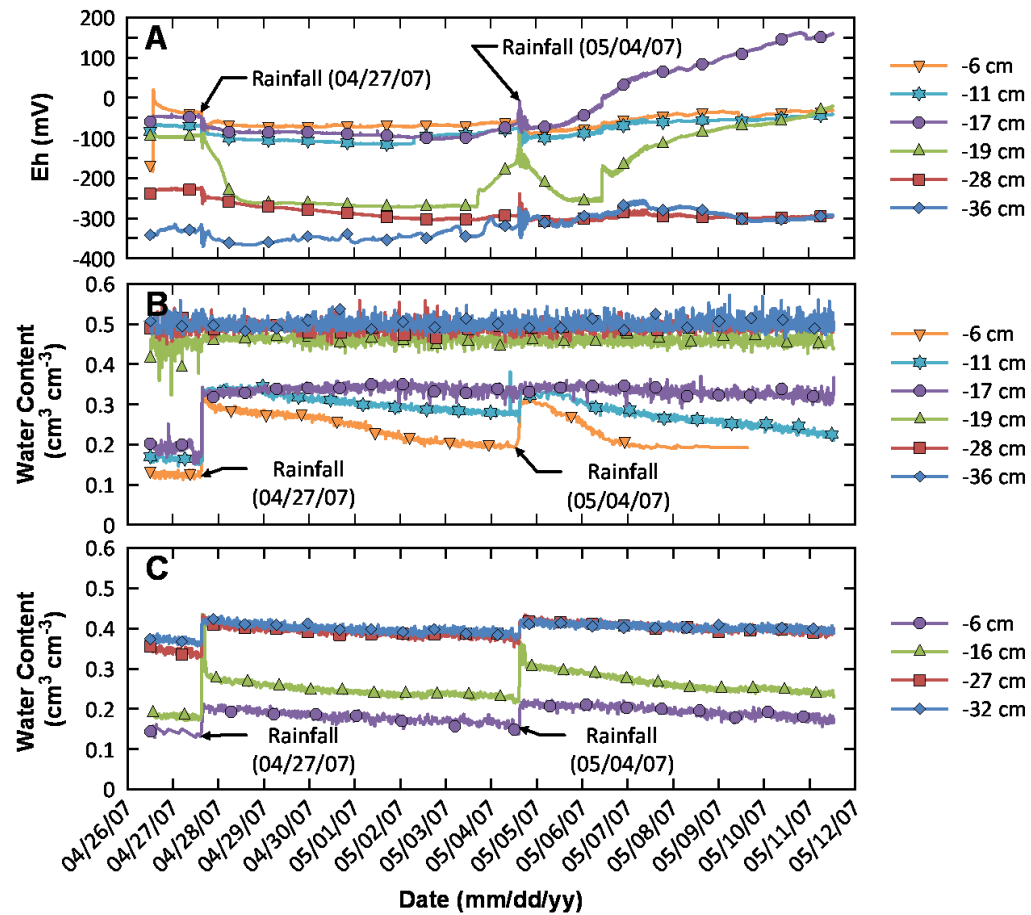 A
Eh (mV)
200
100
0
-100
-200
-300
-400
Rainfall (04/27/07)
Rainfall (05/04/07)
-6 cm
-11 cm
-17 cm
-19 cm
-28 cm
-36 cm
B
Water Content
(cm³ cm⁻³)
0.6
0.5
0.4
0.3
0.2
0.1
0
Rainfall
(04/27/07)
Rainfall
(05/04/07)
-6 cm
-11 cm
-17 cm
-19 cm
-28 cm
-36 cm
C
Water Content
(cm³ cm⁻³)
0.6
0.5
0.4
0.3
0.2
0.1
0
Rainfall
(04/27/07)
Rainfall
(05/04/07)
-6 cm
-16 cm
-27 cm
-32 cm
04/26/07
04/27/07
04/28/07
04/29/07
04/30/07
05/01/07
05/02/07
05/03/07
05/04/07
05/05/07
05/06/07
05/07/07
05/08/07
05/09/07
05/10/07
05/11/07
05/12/07
Date (mm/dd/yy)